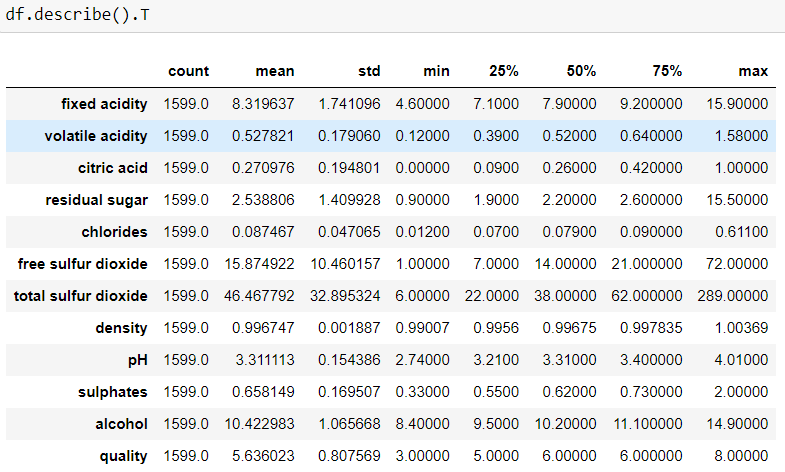 df.describe().T
count mean std min 25% 50% 75% max
fixed acidity 1599.0 8.319637 1.741096 4.60000 7.1000 7.90000 9.200000 15.90000
volatile acidity 1599.0 0.527821 0.179060 0.12000 0.3900 0.52000 0.640000 1.58000
citric acid 1599.0 0.270976 0.194801 0.00000 0.0900 0.26000 0.420000 1.00000
residual sugar 1599.0 2.538806 1.409928 0.90000 1.9000 2.20000 2.600000 15.50000
chlorides 1599.0 0.087467 0.047065 0.01200 0.0700 0.07900 0.090000 0.61100
free sulfur dioxide 1599.0 15.874922 10.460157 1.00000 7.0000 14.00000 21.000000 72.00000
total sulfur dioxide 1599.0 46.467792 32.895324 6.00000 22.0000 38.00000 62.000000 289.00000
density 1599.0 0.996747 0.001887 0.99007 0.9956 0.99675 0.997835 1.00369
pH 1599.0 3.311113 0.154386 2.74000 3.2100 3.31000 3.400000 4.01000
sulphates 1599.0 0.658149 0.169507 0.33000 0.5500 0.62000 0.730000 2.00000
alcohol 1599.0 10.422983 1.065668 8.40000 9.5000 10.20000 11.100000 14.90000
quality 1599.0 5.636023 0.807569 3.00000 5.0000 6.00000 6.000000 8.00000